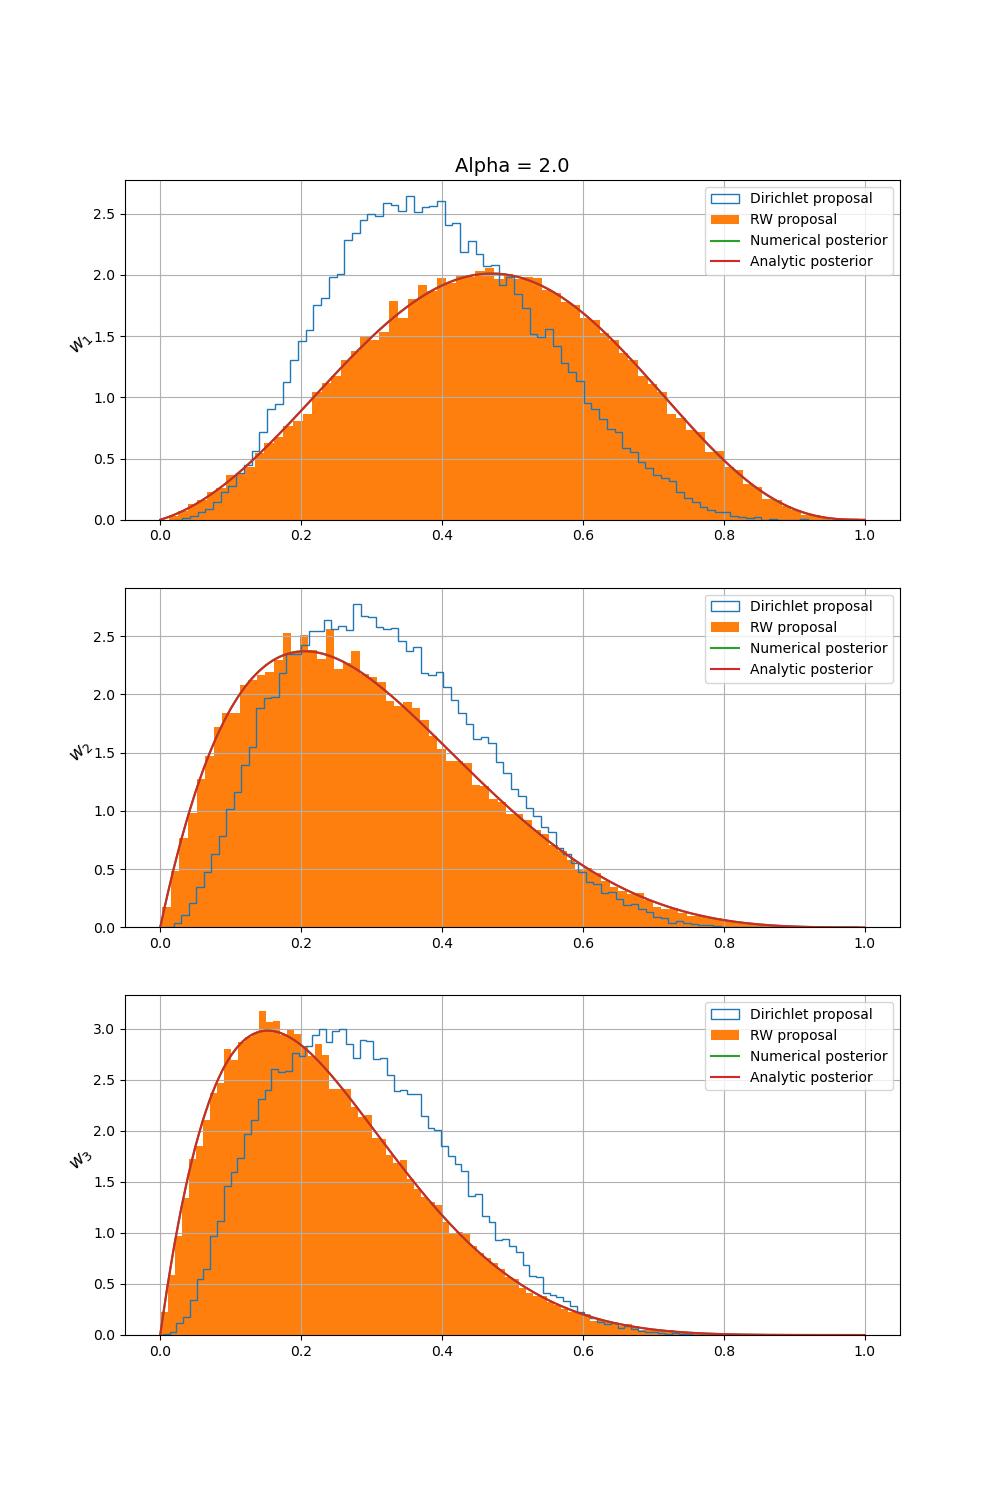 Alpha = 2.0
Dirichlet proposal
RW proposal
Numerical posterior
Analytic posterior
w1
2.5
2.0
1.5
1.0
0.5
0.0
0.0 0.2 0.4 0.6 0.8 1.0
Dirichlet proposal
RW proposal
Numerical posterior
Analytic posterior
w2
2.5
2.0
1.5
1.0
0.5
0.0
0.0 0.2 0.4 0.6 0.8 1.0
Dirichlet proposal
RW proposal
Numerical posterior
Analytic posterior
w3
3.0
2.5
2.0
1.5
1.0
0.5
0.0
0.0 0.2 0.4 0.6 0.8 1.0